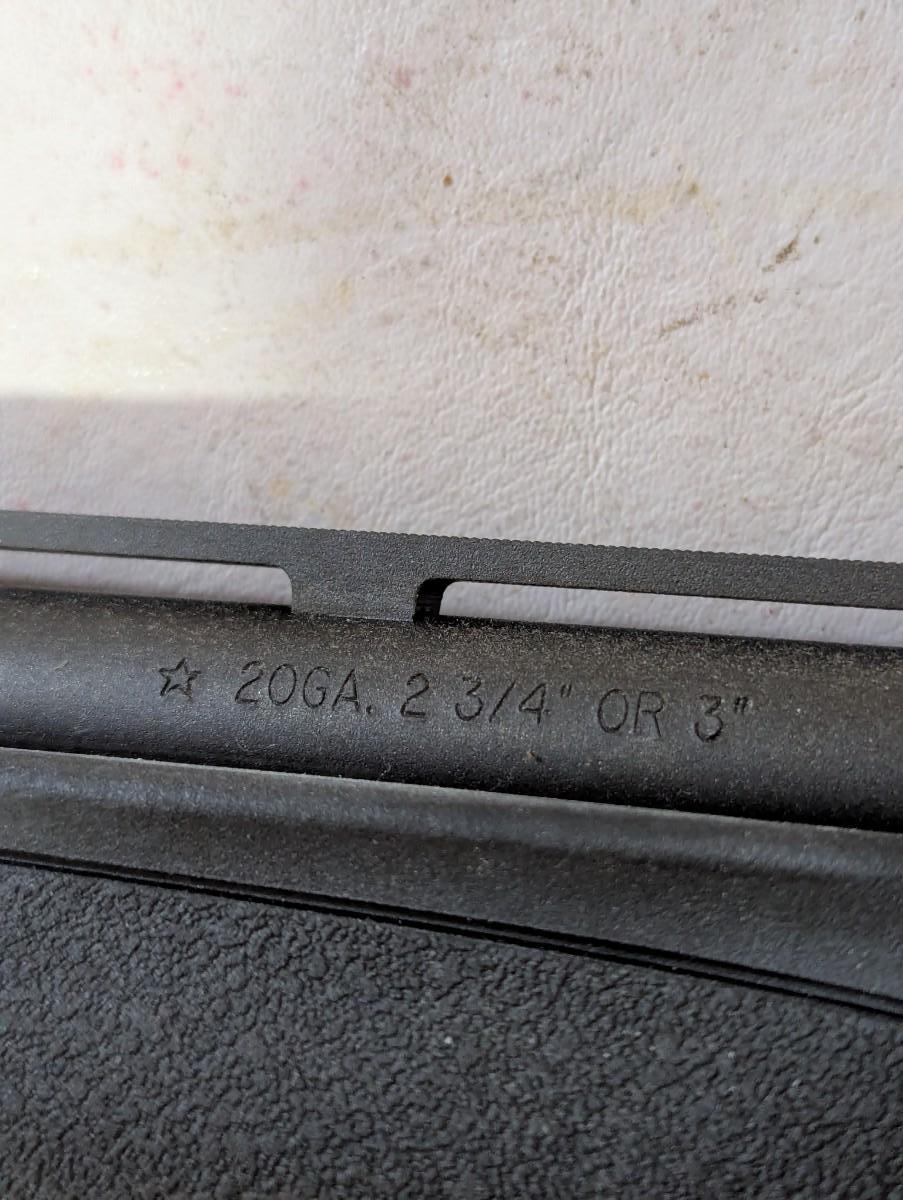 ☆ 20GA. 2 3/4" OR 3"